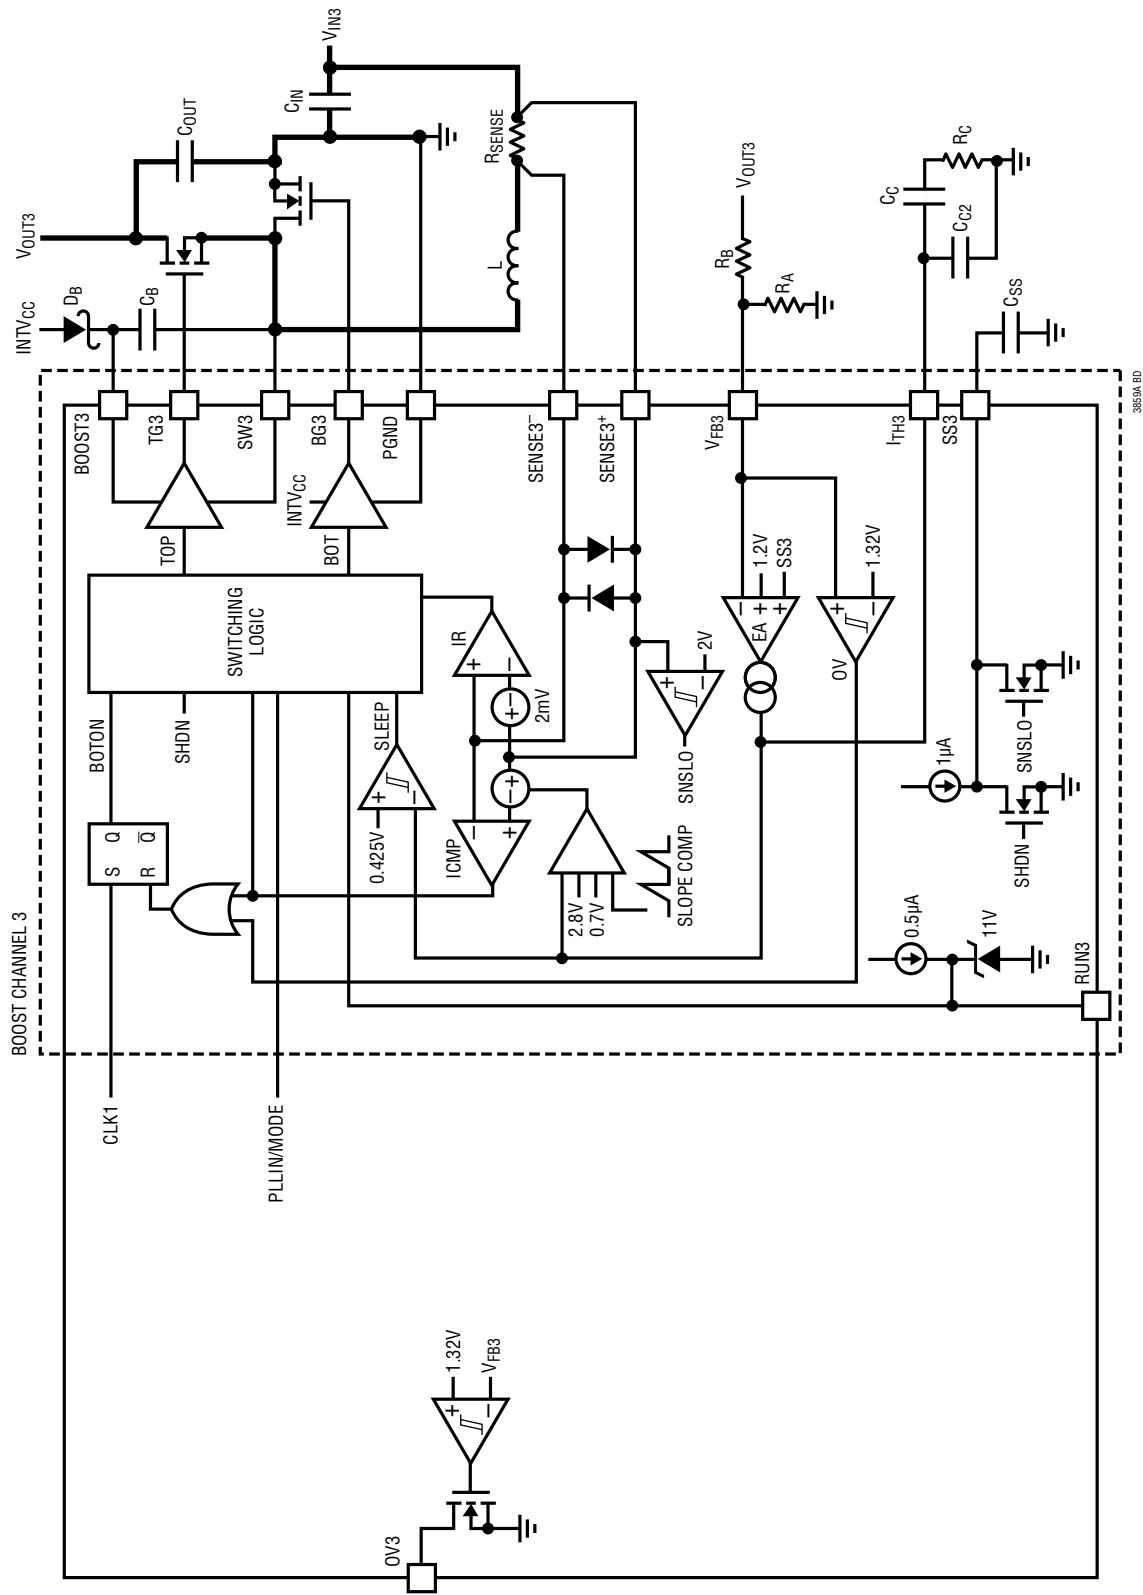 BOOST CHANNEL 3
VOUT3
COUT
CIN
VIN3
INTVCC
DB
CB
L
RSENSE
VOUT3
RB
RA
CC
RC
CC2
CSS
BOOST3
TG3
SW3
BG3
PGND
SENSE3−
SENSE3+
VFB3
ITH3
SS3
INTVCC
TOP
BOT
SWITCHING
LOGIC
BOTON
SHDN
SLEEP
IR
+
−
− +
2mV
S Q
R Q̅
0.425V
+
−
ICMP
−
+
− +
2.8V
0.7V
SLOPE COMP
+
−
2V
SNSLO
−
+
+
EA
1.2V
SS3
+
−
OV
1.32V
1µA
SNSLO
SHDN
0.5µA
11V
RUN3
CLK1
PLLIN/MODE
OV3
+
−
1.32V
VFB3
3859A BD